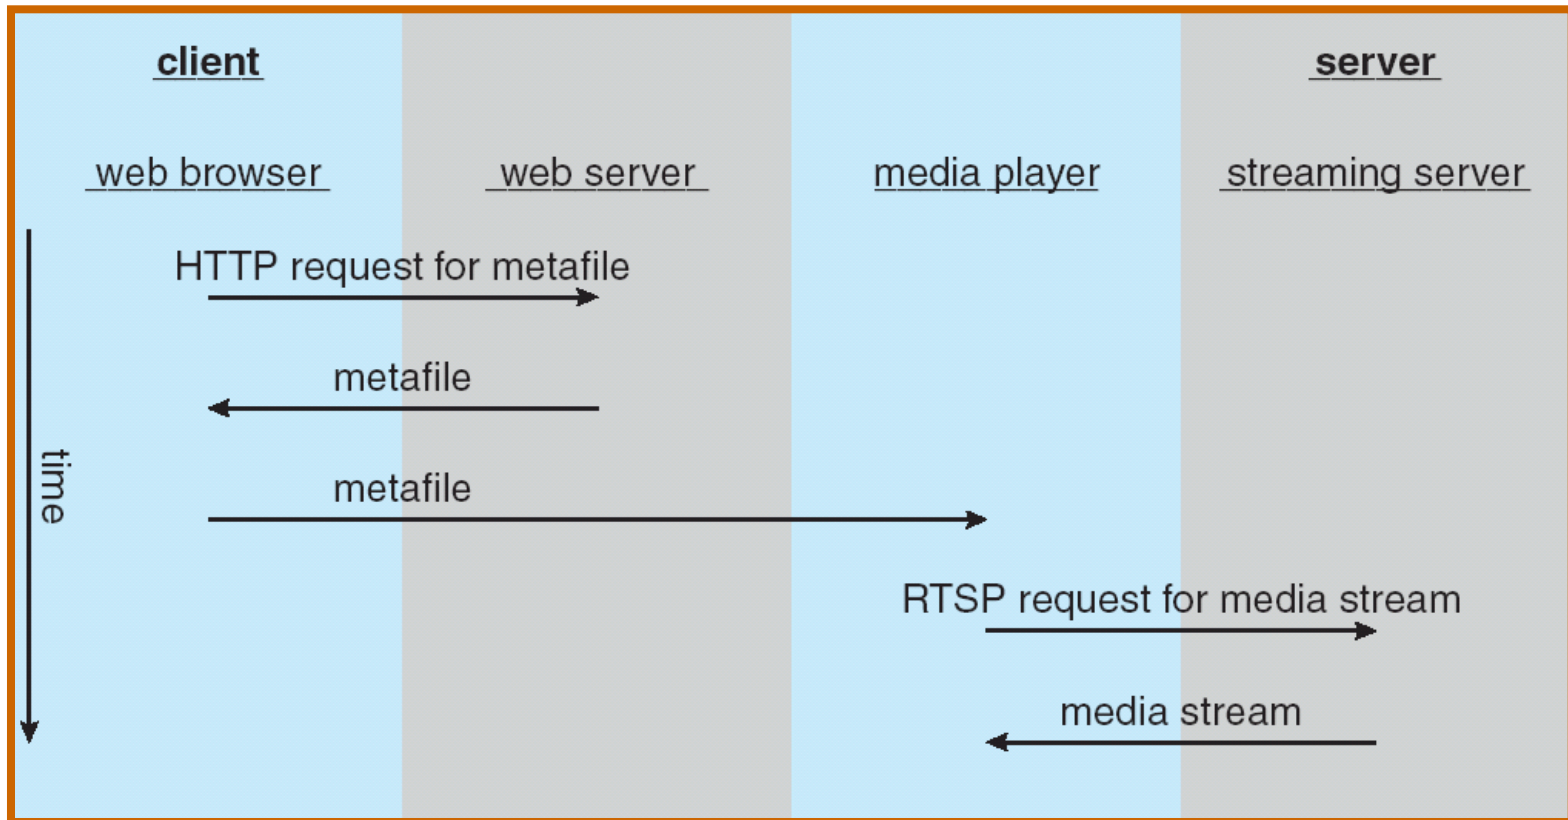 client
server
web browser
web server
media player
streaming server
HTTP request for metafile
metafile
time
metafile
RTSP request for media stream
media stream